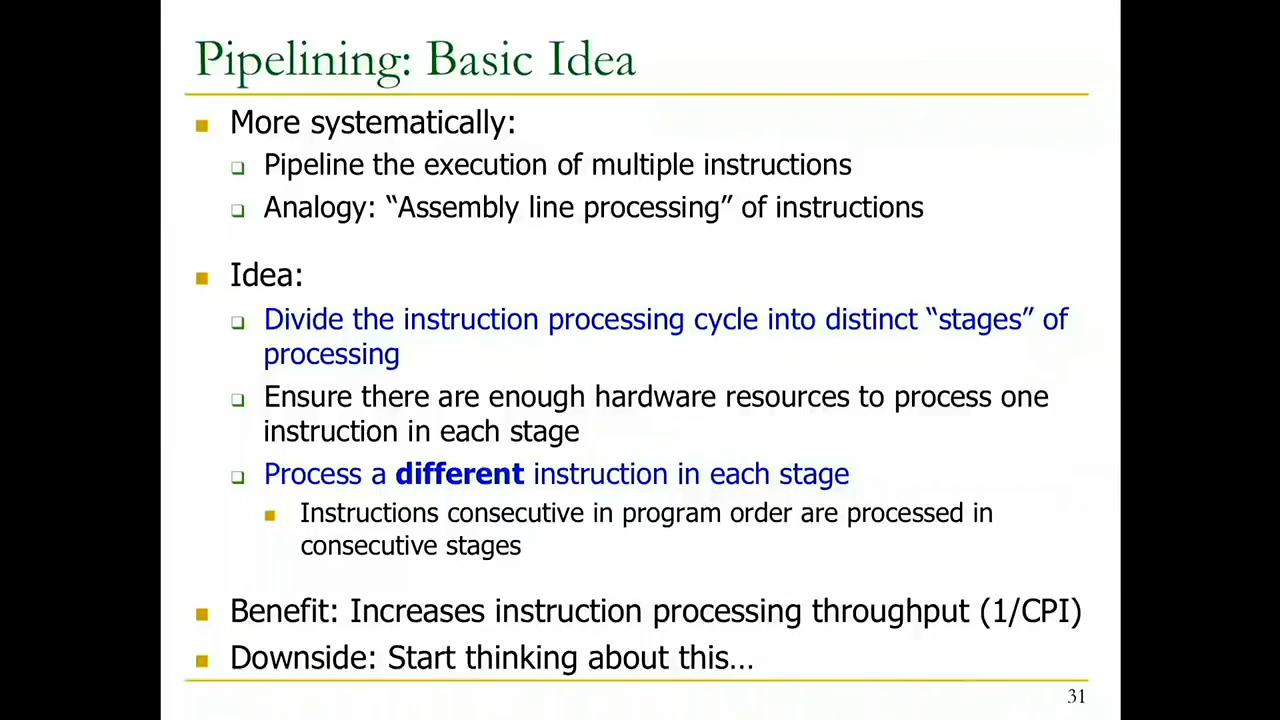 Pipelining: Basic Idea
More systematically:
Pipeline the execution of multiple instructions
Analogy: “Assembly line processing” of instructions
Idea:
Divide the instruction processing cycle into distinct “stages” of
processing
Ensure there are enough hardware resources to process one
instruction in each stage
Process a different instruction in each stage
Instructions consecutive in program order are processed in
consecutive stages
Benefit: Increases instruction processing throughput (1/CPI)
Downside: Start thinking about this…
31